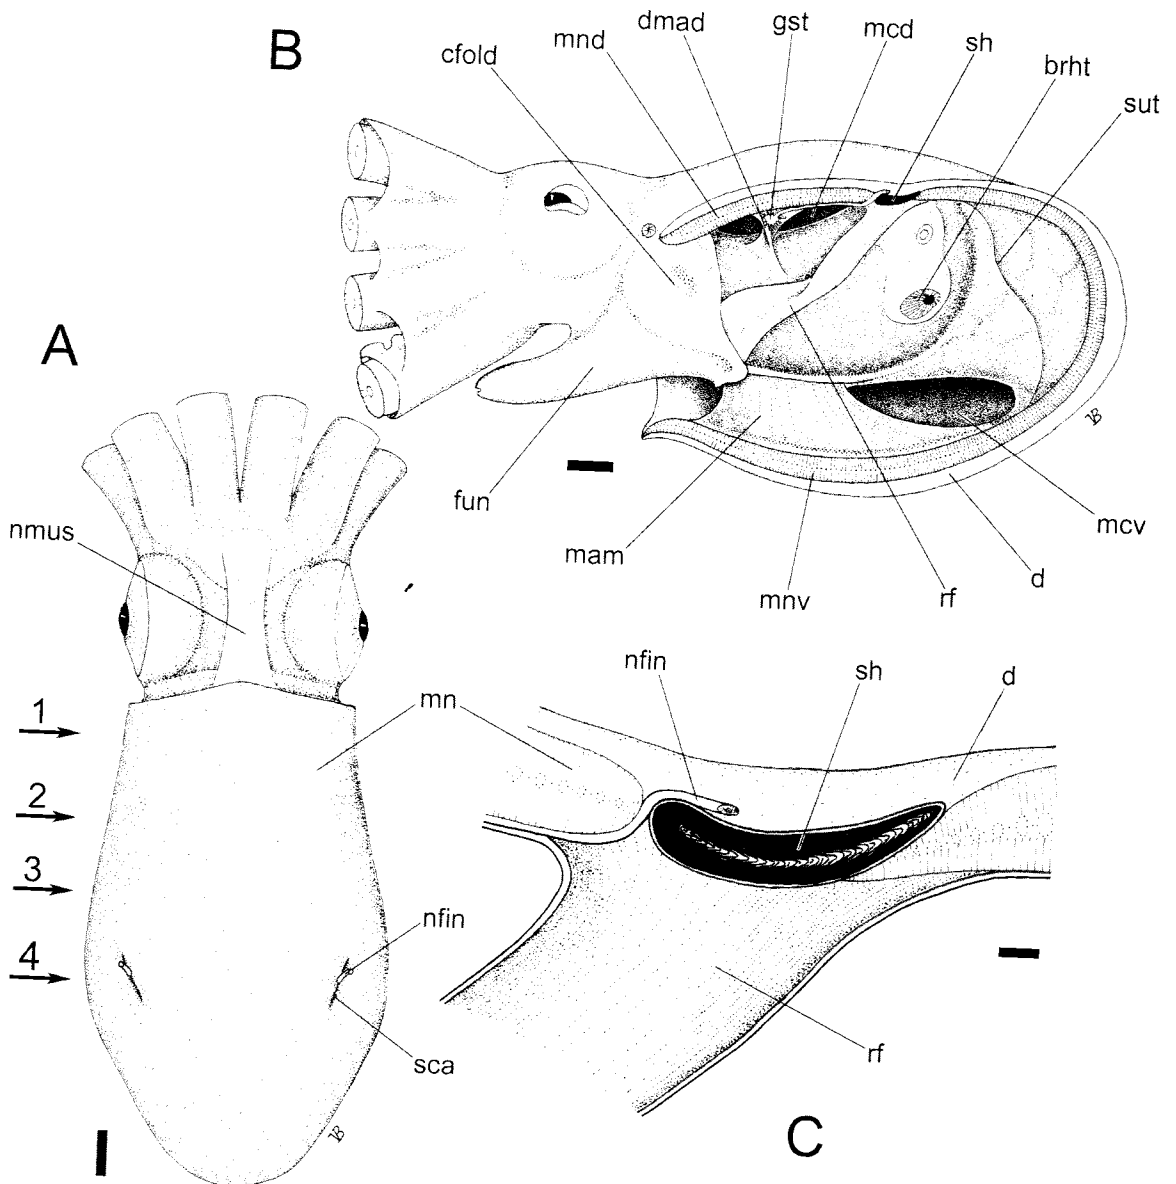 B
cfold
mnd
dmad
gst
mcd
sh
brht
sut
fun
mam
mnv
rf
d
mcv
A
nmus
mn
1
2
3
4
nfin
sca
nfin
sh
d
rf
C